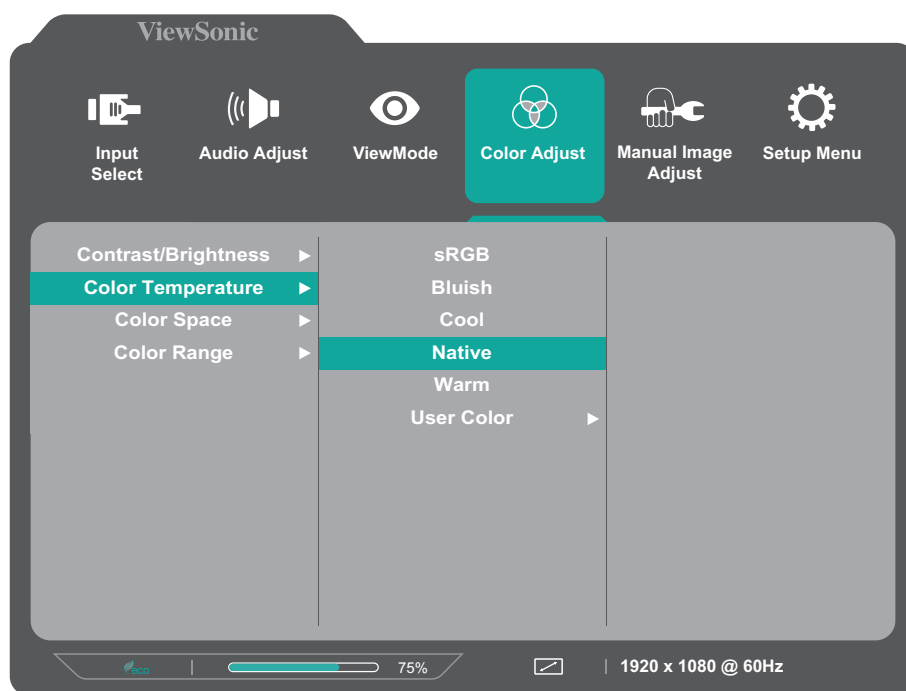 ViewSonic
Input
Select
Audio Adjust
ViewMode
Color Adjust
Manual Image
Adjust
Setup Menu
Contrast/Brightness
Color Temperature
Color Space
Color Range
sRGB
Bluish
Cool
Native
Warm
User Color
eco
75%
1920 x 1080 @ 60Hz